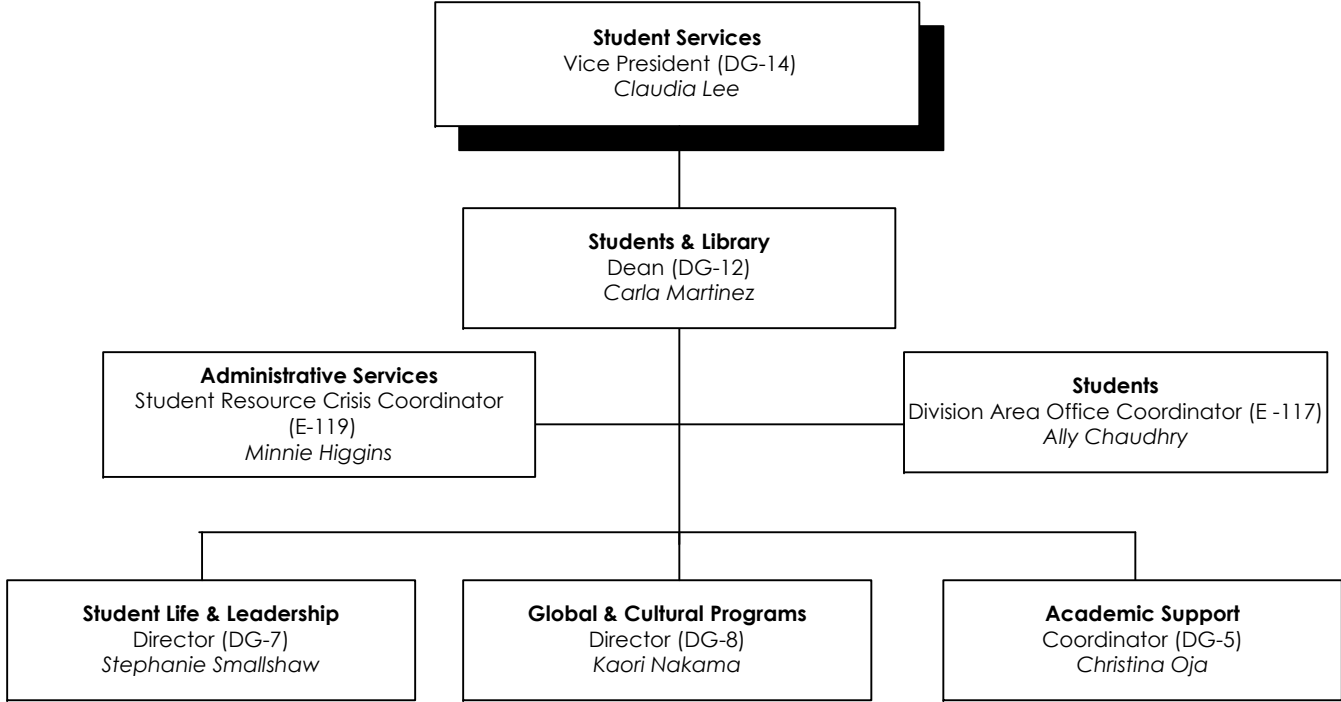 Student Services
Vice President (DG-14)
Claudia Lee
Students & Library
Dean (DG-12)
Carla Martinez
Administrative Services
Student Resource Crisis Coordinator
(E-119)
Minnie Higgins
Students
Division Area Office Coordinator (E -117)
Ally Chaudhry
Student Life & Leadership
Director (DG-7)
Stephanie Smallshaw
Global & Cultural Programs
Director (DG-8)
Kaori Nakama
Academic Support
Coordinator (DG-5)
Christina Oja